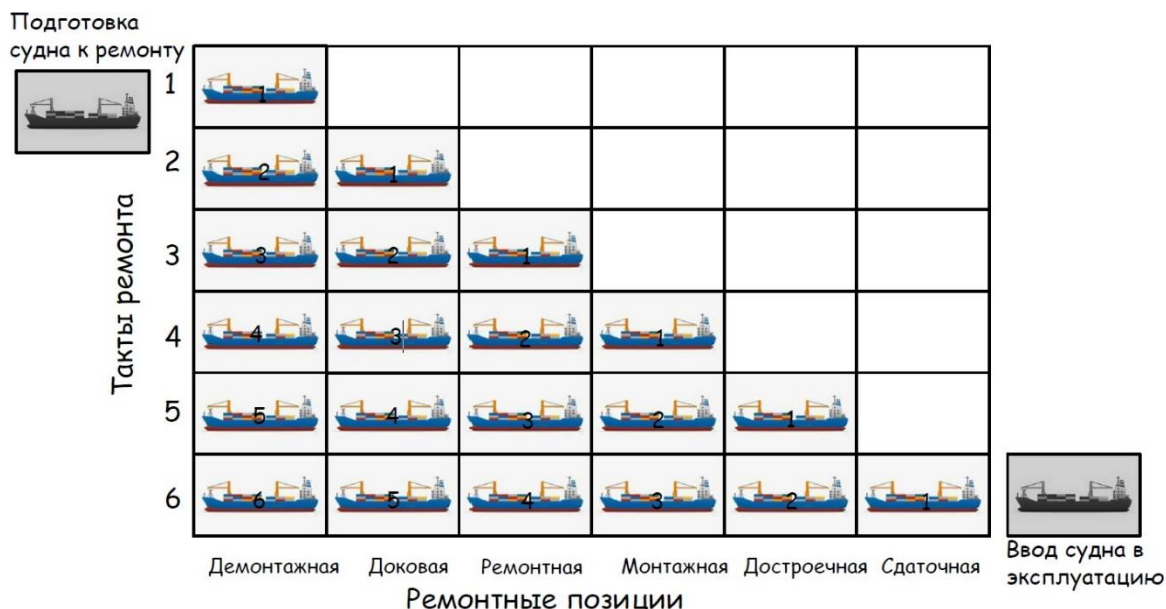 Подготовка
судна к ремонту
Такты ремонта
1
1
2
2 1
3
3 2 1
4
4 3 2 1
5
5 4 3 2 1
6
6 5 4 3 2 1
Демонтажная Доковая Ремонтная Монтажная Достроечная Сдаточная
Ремонтные позиции
Ввод судна в
эксплуатацию